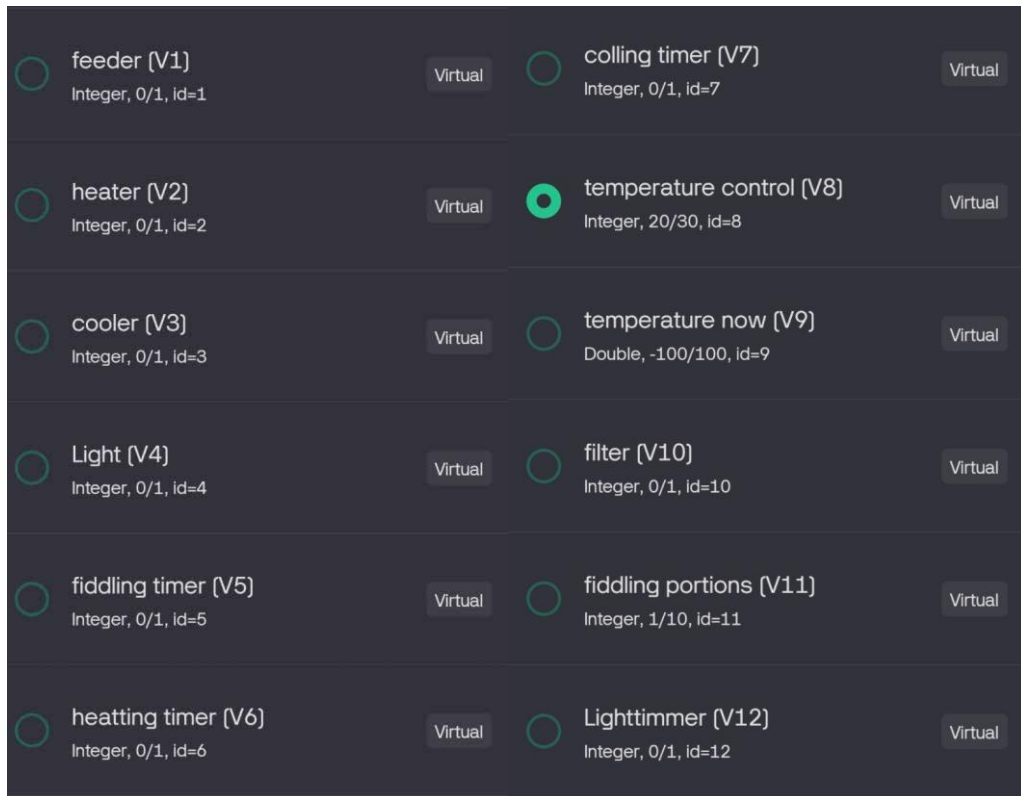 feeder (V1)
Integer, 0/1, id=1
Virtual
heater (V2)
Integer, 0/1, id=2
Virtual
cooler (V3)
Integer, 0/1, id=3
Virtual
Light (V4)
Integer, 0/1, id=4
Virtual
fiddling timer (V5)
Integer, 0/1, id=5
Virtual
heatting timer (V6)
Integer, 0/1, id=6
Virtual
colling timer (V7)
Integer, 0/1, id=7
Virtual
temperature control (V8)
Integer, 20/30, id=8
Virtual
temperature now (V9)
Double, -100/100, id=9
Virtual
filter (V10)
Integer, 0/1, id=10
Virtual
fiddling portions (V11)
Integer, 1/10, id=11
Virtual
Lighttimmer (V12)
Integer, 0/1, id=12
Virtual